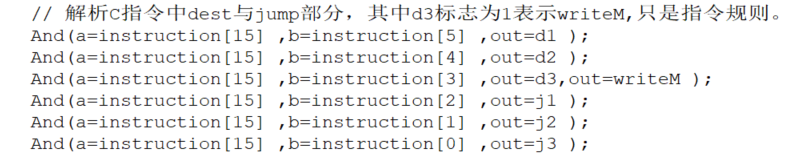 // 解析C指令中dest与jump部分，其中d3标志为1表示writeM,只是指令规则。
And(a=instruction[15] ,b=instruction[5] ,out=d1 );
And(a=instruction[15] ,b=instruction[4] ,out=d2 );
And(a=instruction[15] ,b=instruction[3] ,out=d3,out=writeM );
And(a=instruction[15] ,b=instruction[2] ,out=j1 );
And(a=instruction[15] ,b=instruction[1] ,out=j2 );
And(a=instruction[15] ,b=instruction[0] ,out=j3 );